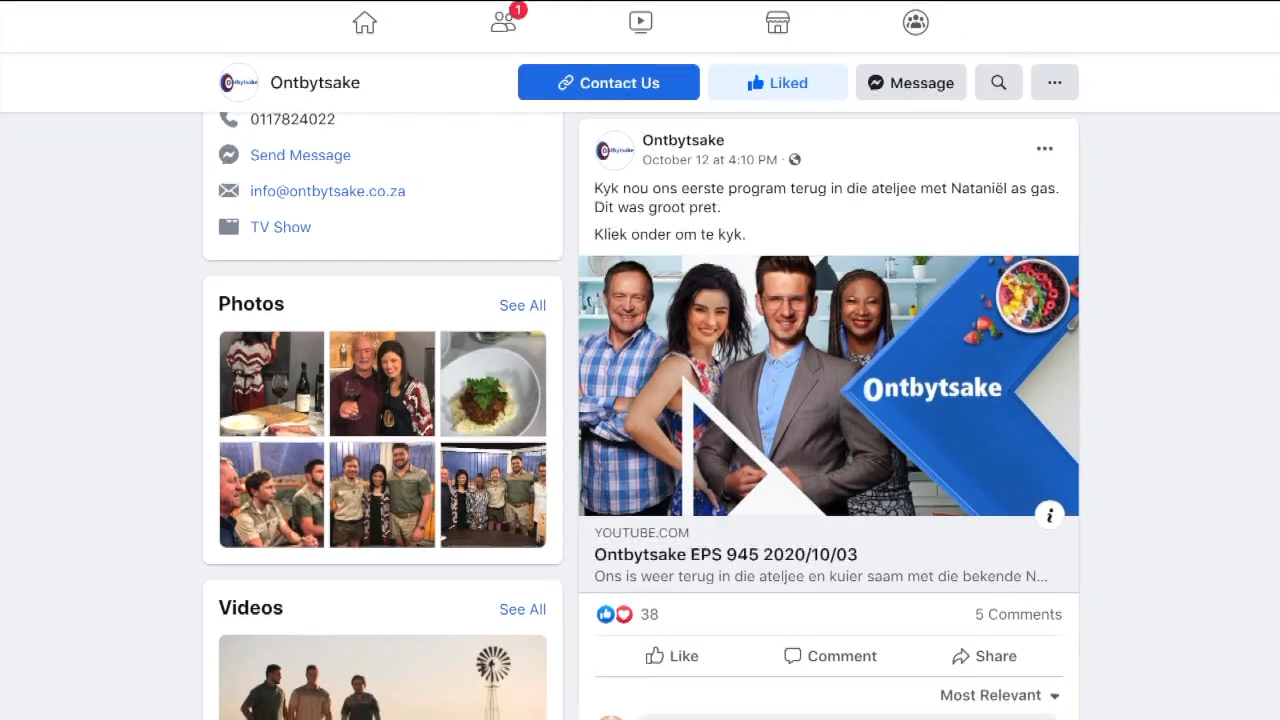 1
Ontbytsake
Ontbytsake
Contact Us
Liked
Message
0117824022
Send Message
info@ontbytsake.co.za
TV Show
Photos
See All
Videos
See All
Ontbytsake
Ontbytsake
October 12 at 4:10 PM ·
Kyk nou ons eerste program terug in die ateljee met Nataniël as gas.
Dit was groot pret.
Kliek onder om te kyk.
Ontbytsake
i
YOUTUBE.COM
Ontbytsake EPS 945 2020/10/03
Ons is weer terug in die ateljee en kuier saam met die bekende N...
38
5 Comments
Like
Comment
Share
Most Relevant